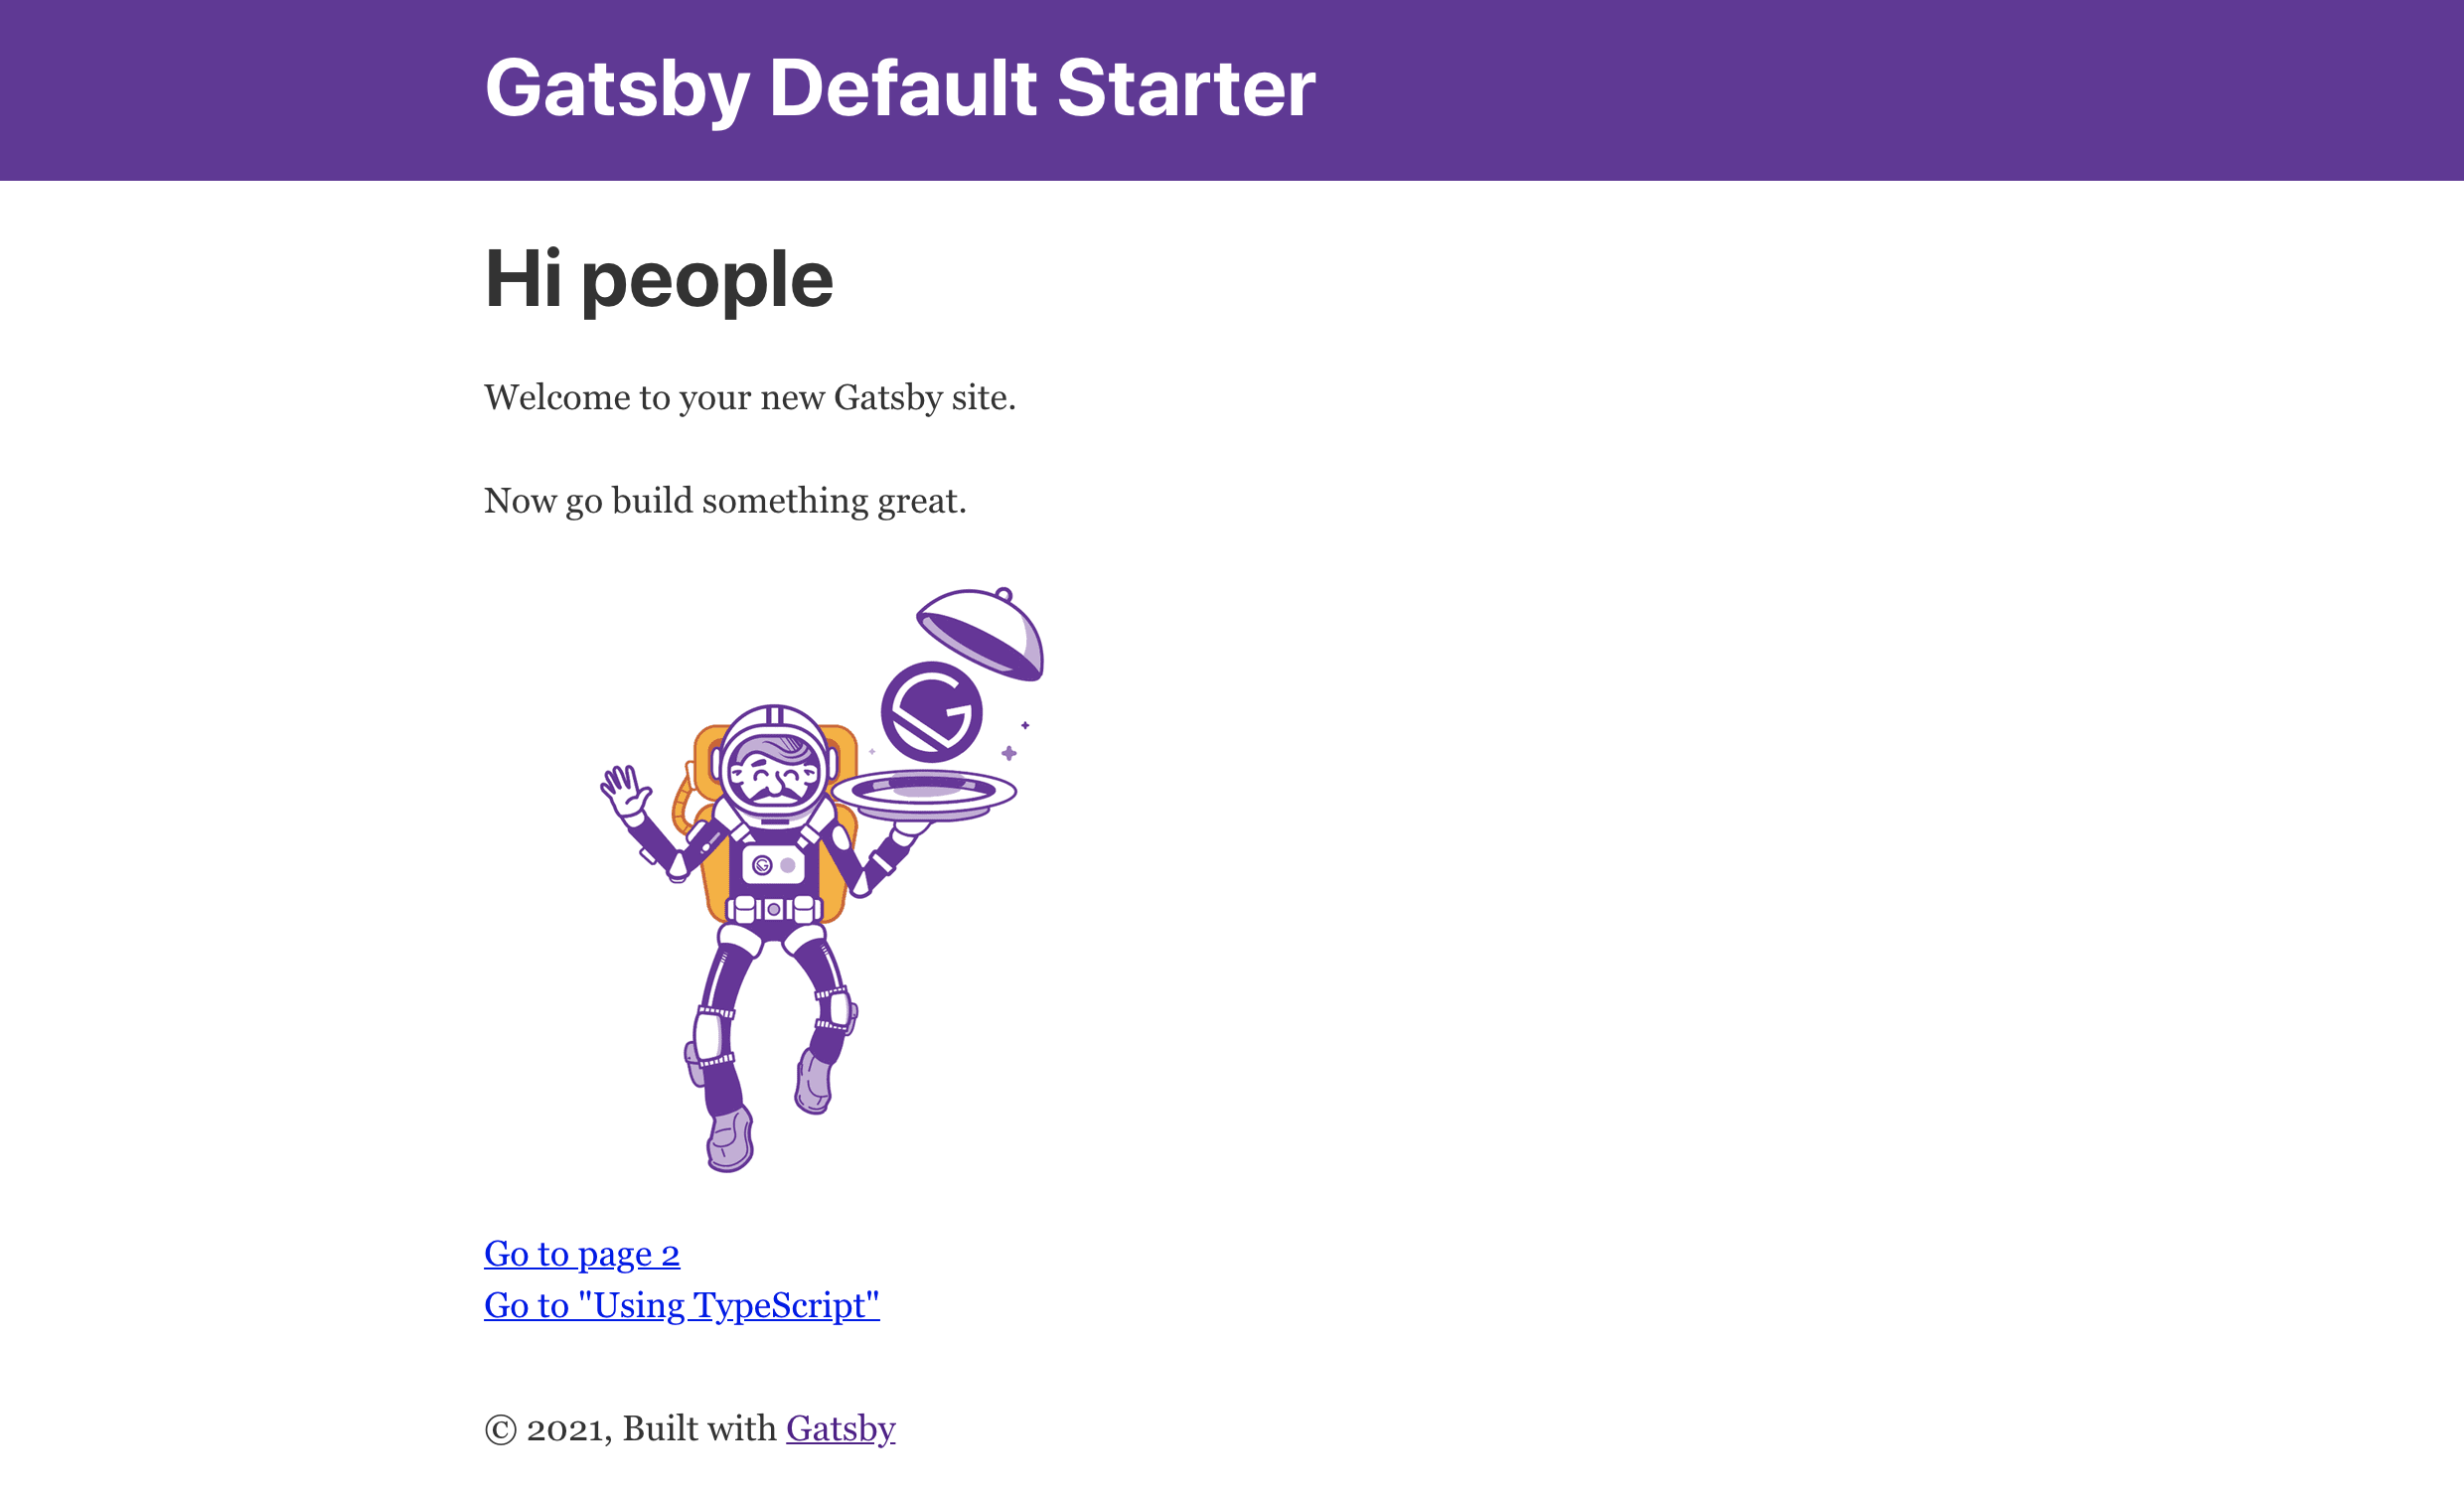 Gatsby Default Starter
Hi people
Welcome to your new Gatsby site.
Now go build something great.
Go to page 2
Go to "Using TypeScript"
© 2021, Built with Gatsby